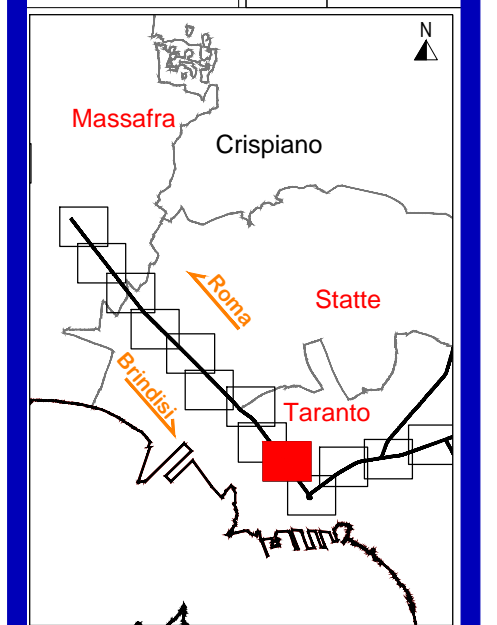 N
Massafra
Crispiano
Roma
Statte
Brindisi
Taranto